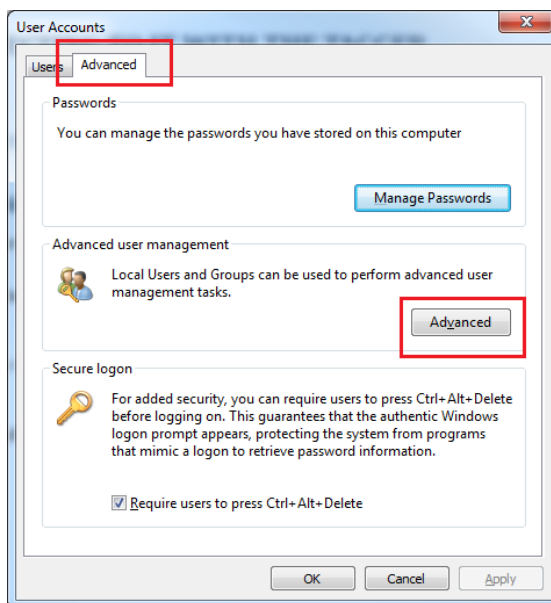 User Accounts
Users
Advanced
Passwords
You can manage the passwords you have stored on this computer
Manage Passwords
Advanced user management
Local Users and Groups can be used to perform advanced user
management tasks.
Advanced
Secure logon
For added security, you can require users to press Ctrl+Alt+Delete
before logging on. This guarantees that the authentic Windows
logon prompt appears, protecting the system from programs
that mimic a logon to retrieve password information.
Require users to press Ctrl+Alt+Delete
OK
Cancel
Apply